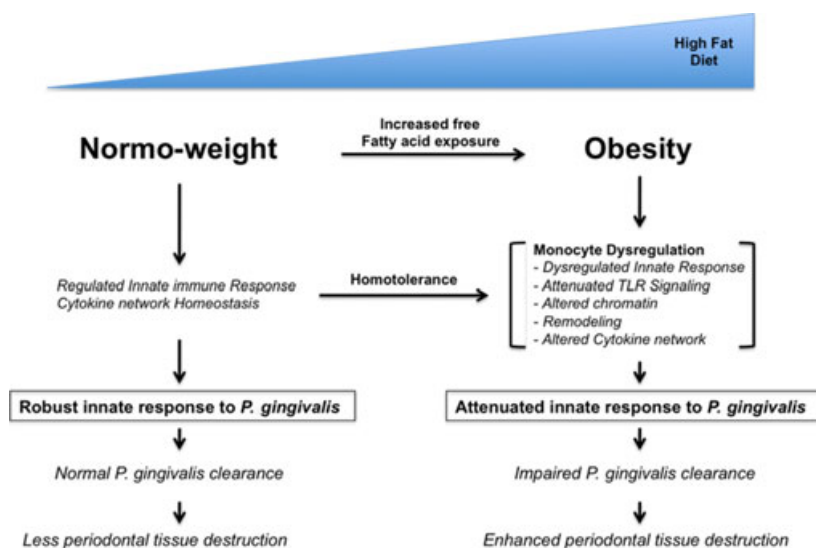 High Fat
Diet
Normo-weight
Increased free
Fatty acid exposure
Obesity
Regulated Innate immune Response
Cytokine network Homeostasis
Homotolerance
Monocyte Dysregulation
- Dysregulated Innate Response
- Attenuated TLR Signaling
- Altered chromatin
- Remodeling
- Altered Cytokine network
Robust innate response to P. gingivalis
Attenuated innate response to P. gingivalis
Normal P. gingivalis clearance
Impaired P. gingivalis clearance
Less periodontal tissue destruction
Enhanced periodontal tissue destruction